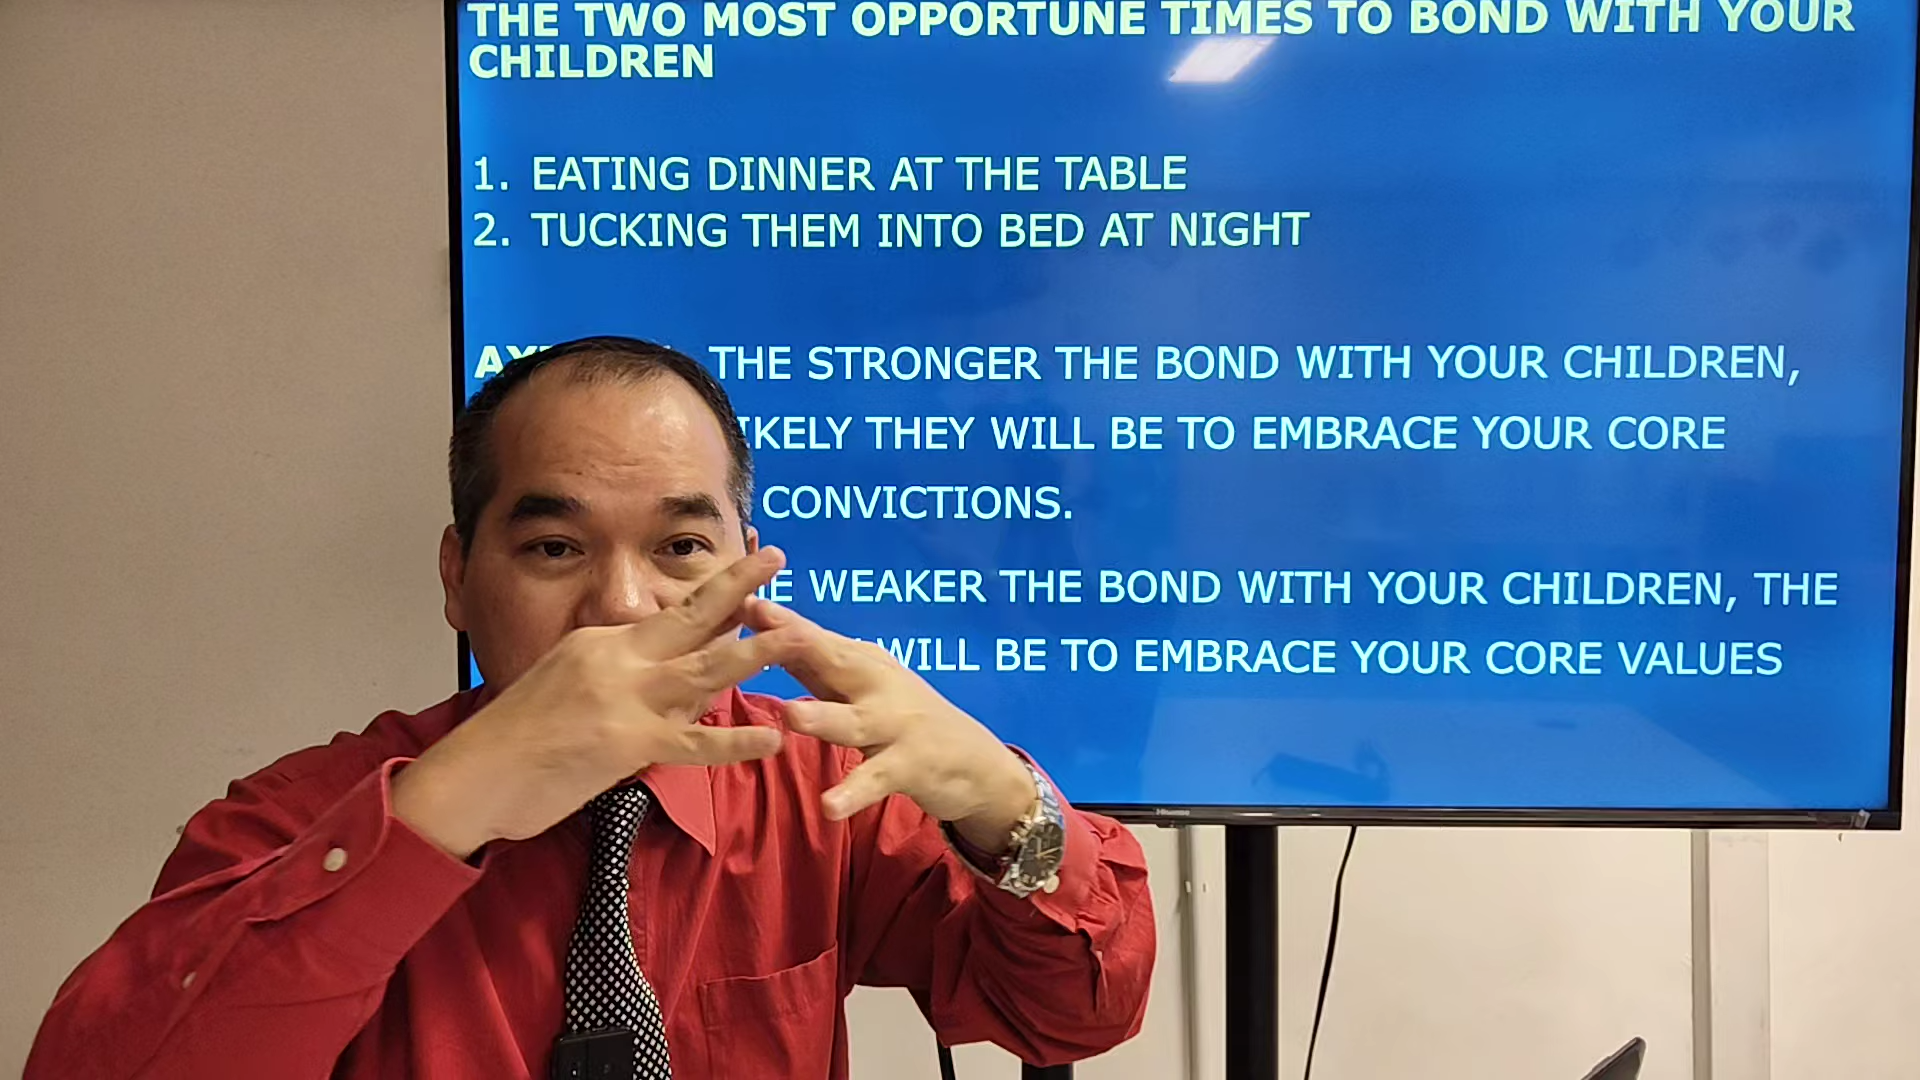 THE TWO MOST OPPORTUNE TIMES TO BOND WITH YOUR
CHILDREN
1. EATING DINNER AT THE TABLE
2. TUCKING THEM INTO BED AT NIGHT
THE STRONGER THE BOND WITH YOUR CHILDREN,
THEY WILL BE TO EMBRACE YOUR CORE
CONVICTIONS.
WEAKER THE BOND WITH YOUR CHILDREN, THE
WILL BE TO EMBRACE YOUR CORE VALUES
Hisense